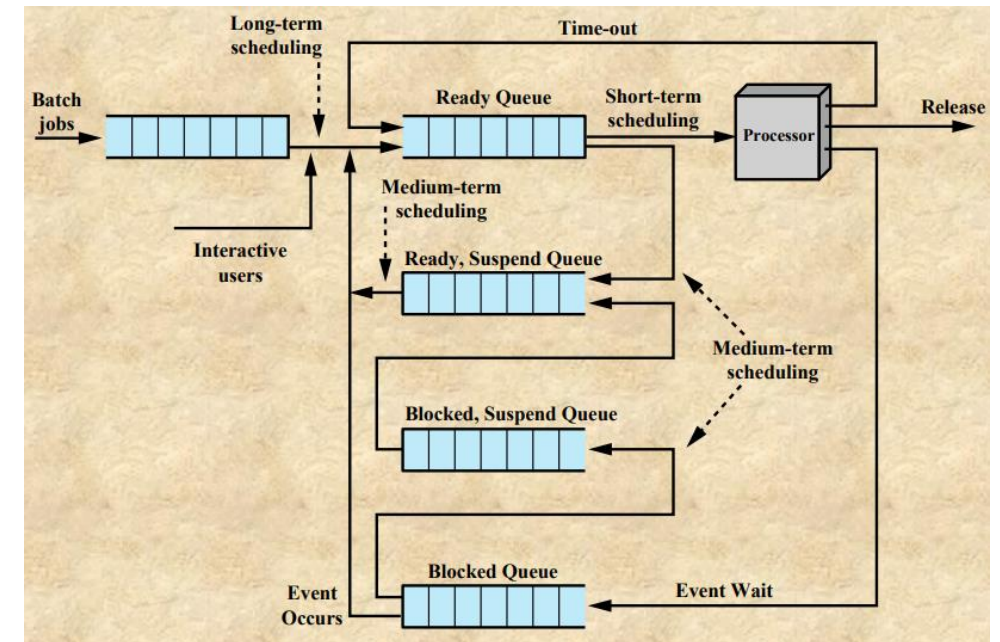 Long-term
scheduling
Time-out
Batch
jobs
Ready Queue
Short-term
scheduling
Processor
Release
Medium-term
scheduling
Interactive
users
Ready, Suspend Queue
Medium-term
scheduling
Blocked, Suspend Queue
Blocked Queue
Event
Occurs
Event Wait